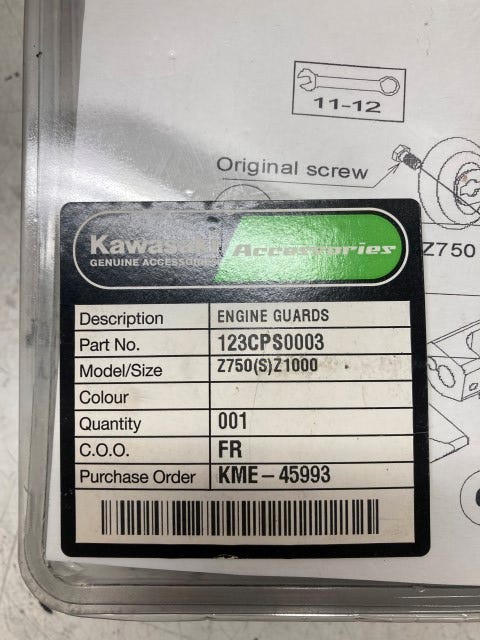 11-12
Original screw
Z750
Kawasaki Accessories
GENUINE ACCESSORIES
Description ENGINE GUARDS
Part No. 123CPS0003
Model/Size Z750(S)Z1000
Colour
Quantity 001
C.O.O. FR
Purchase Order KME-45993